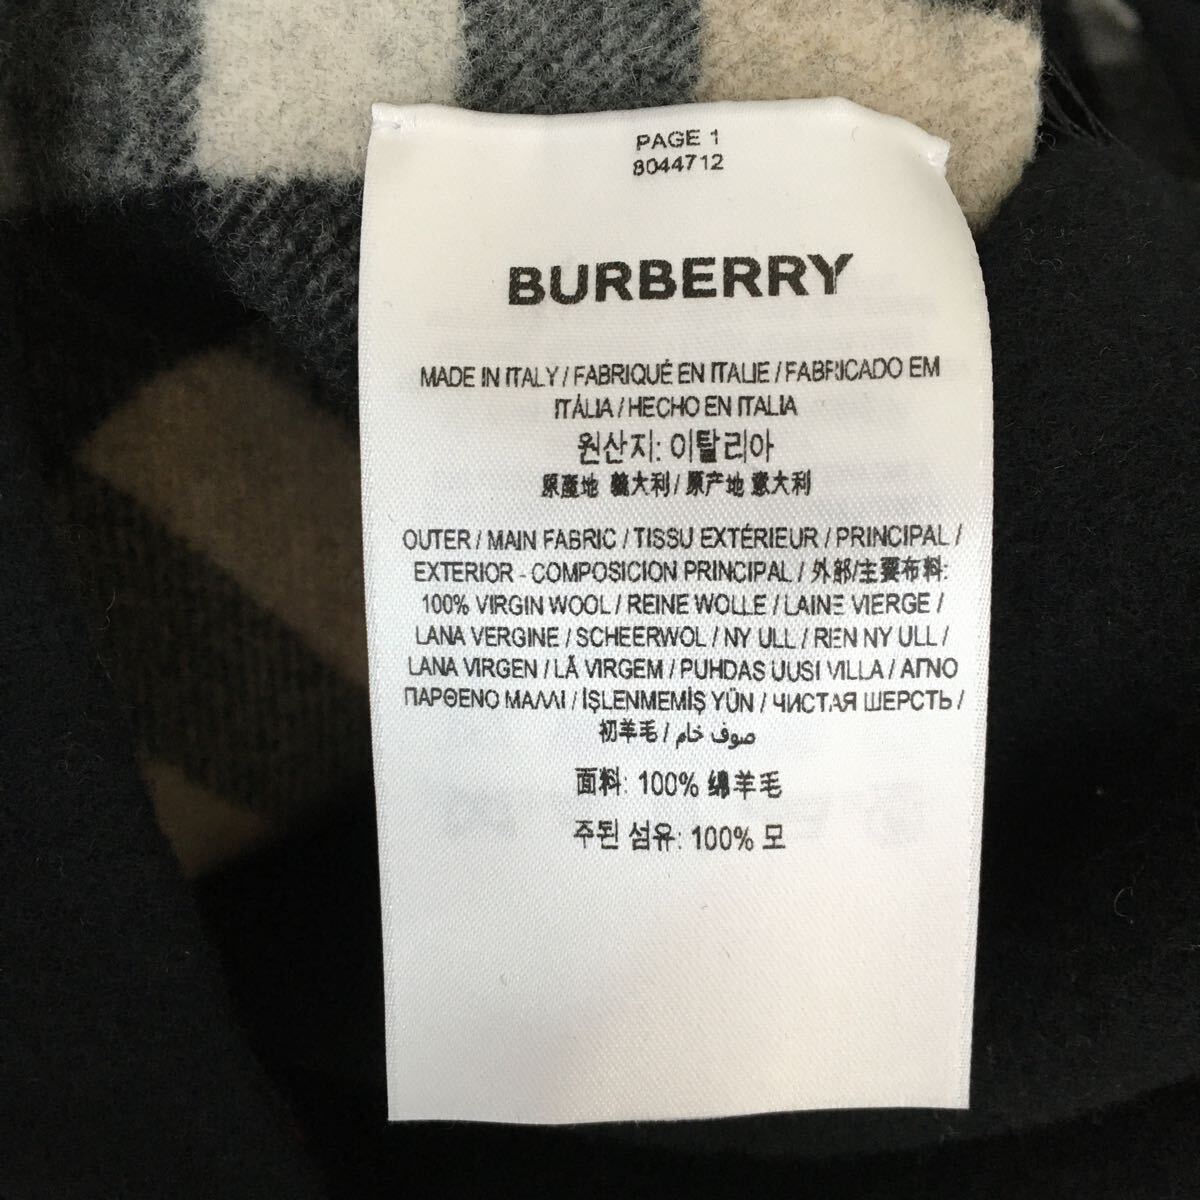 PAGE 1
8044712
BURBERRY
MADE IN ITALY / FABRIQUÉ EN ITALIE / FABRICADO EM
ITÁLIA / HECHO EN ITALIA
원산지: 이탈리아
原產地 義大利 / 原产地 意大利
OUTER / MAIN FABRIC / TISSU EXTÉRIEUR / PRINCIPAL /
EXTERIOR - COMPOSICION PRINCIPAL / 外部/主要布料:
100% VIRGIN WOOL / REINE WOLLE / LAINE VIERGE /
LANA VERGINE / SCHEERWOL / NY ULL / REN NY ULL /
LANA VIRGEN / LÃ VIRGEM / PUHDAS UUSI VILLA / ΑΓΝΟ
ΠΑΡΘΕΝΟ ΜΑΛΛΙ / İŞLENMEMİŞ YÜN / ЧИСТАЯ ШЕРСТЬ /
初羊毛 / صوف خام
面料: 100% 绵羊毛
주된 섬유: 100% 모